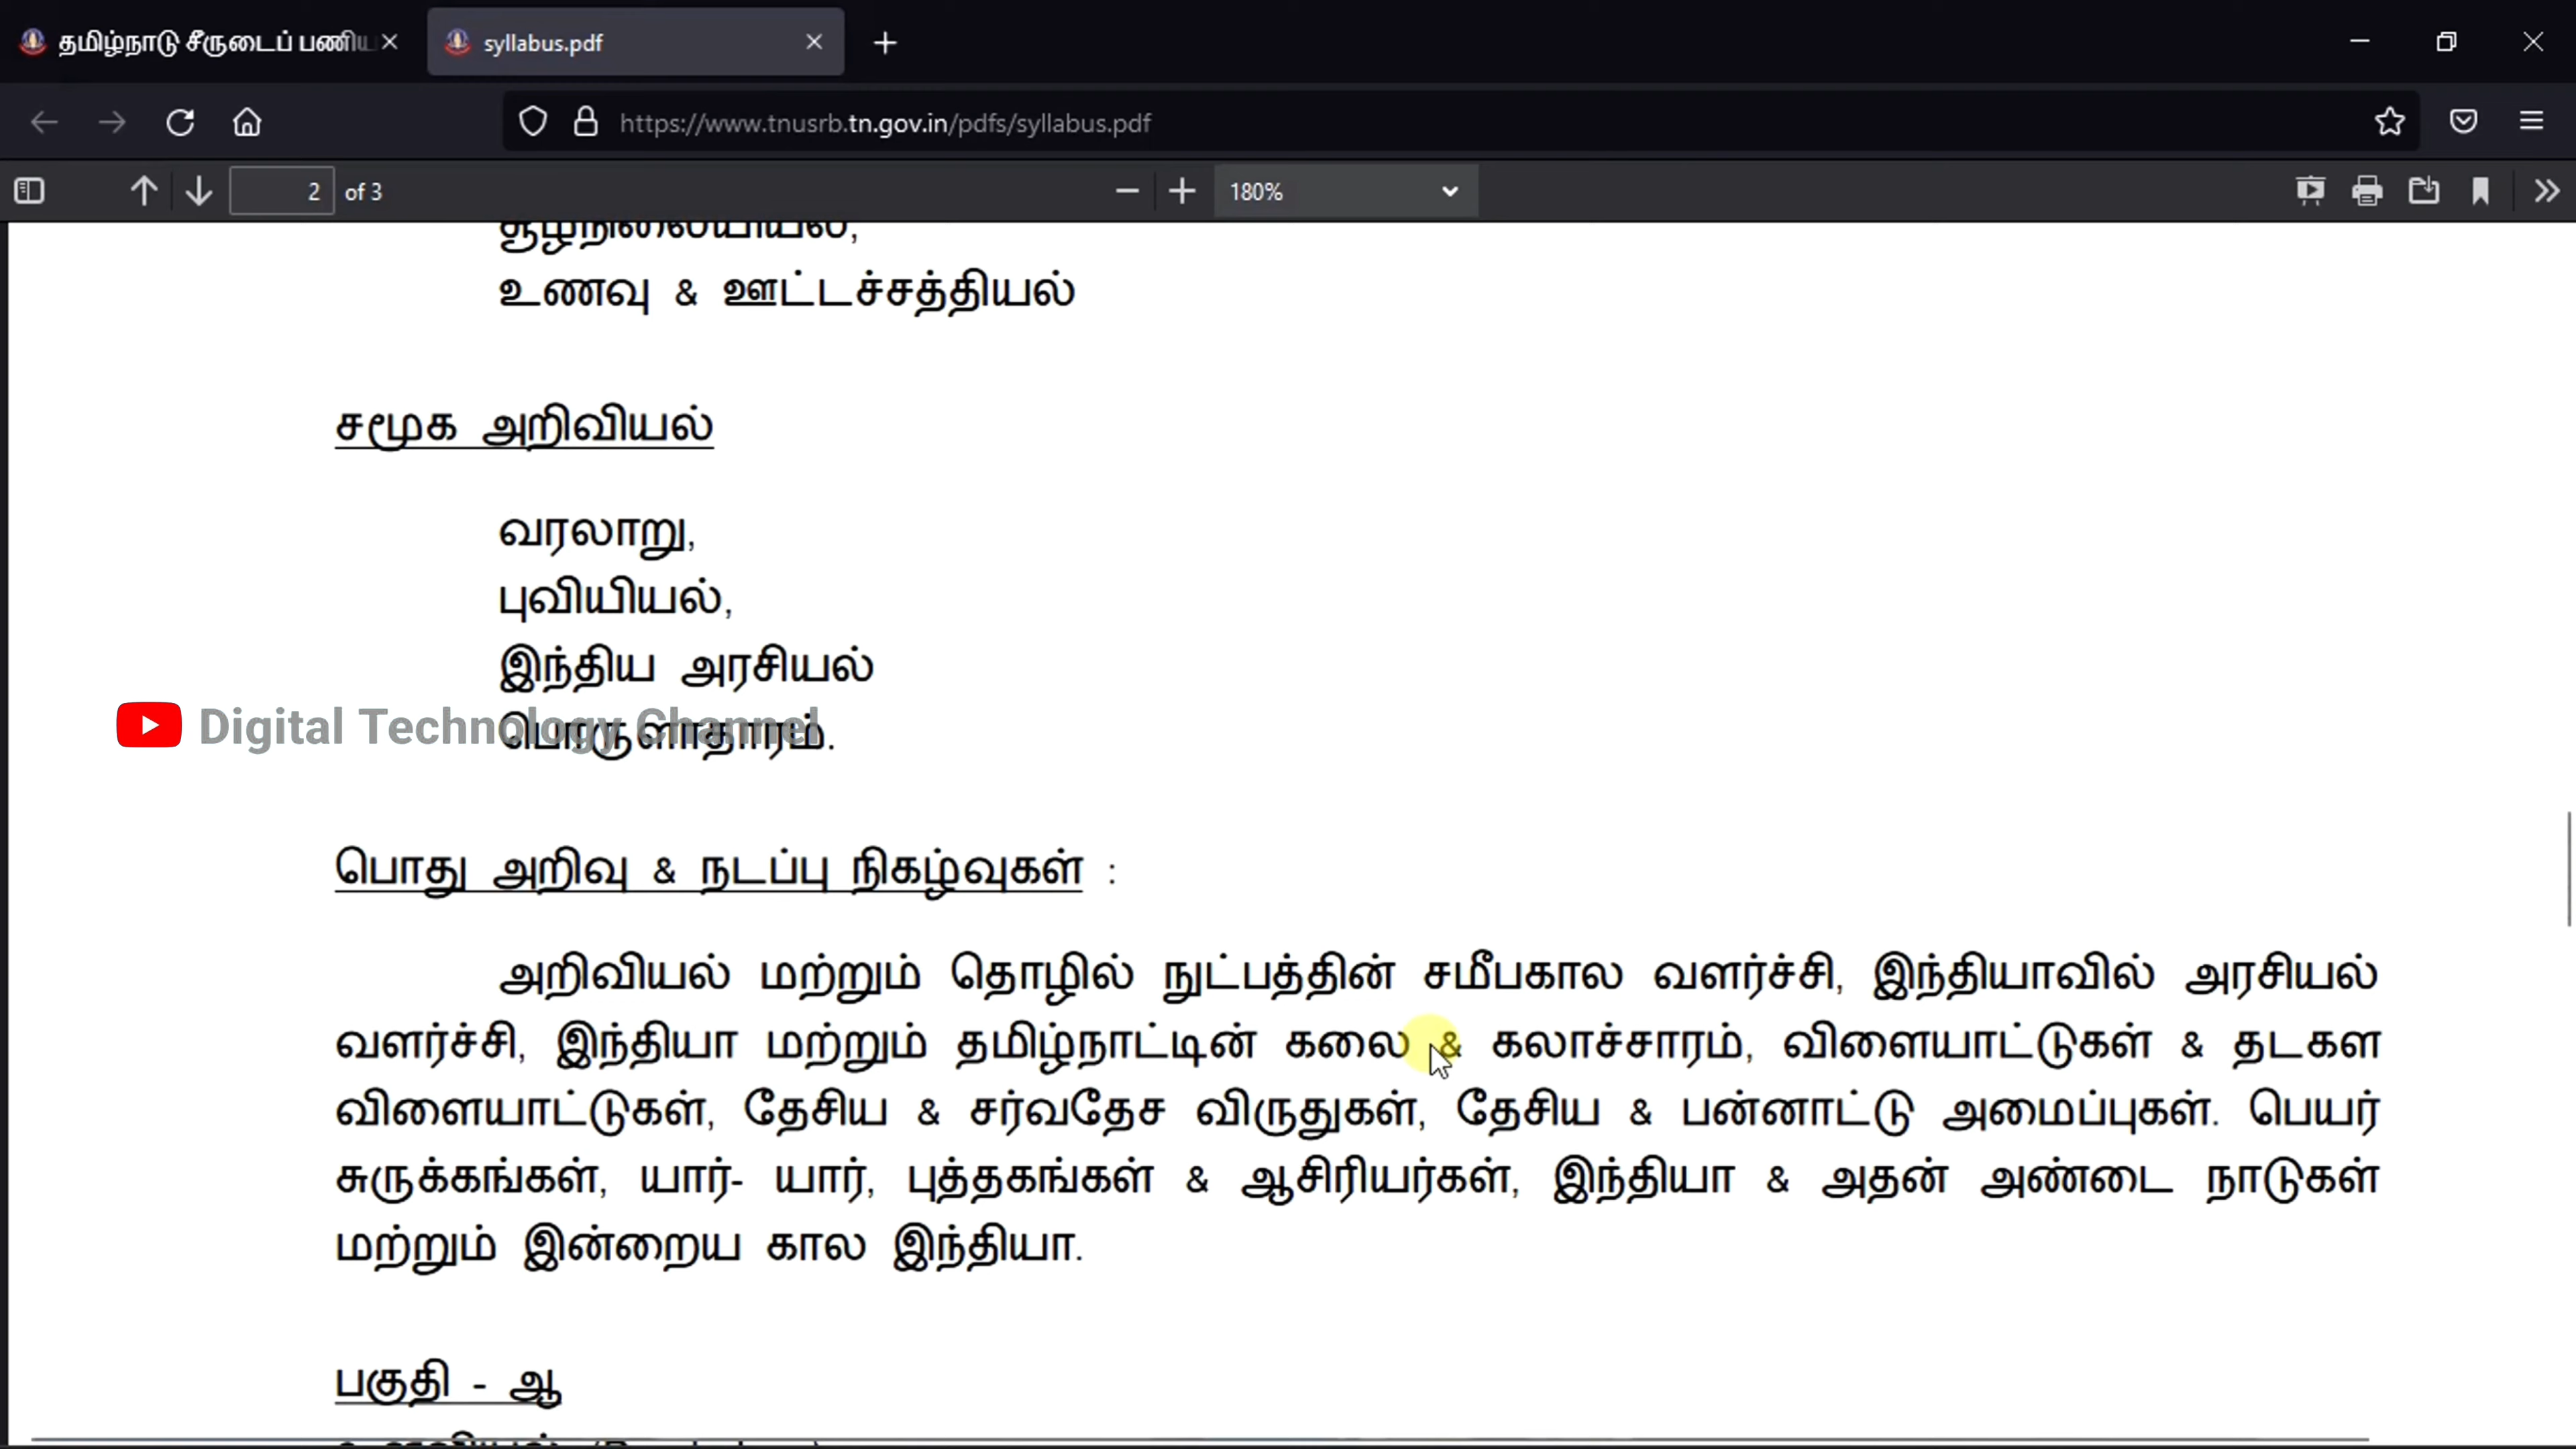 தமிழ்நாடு சீருடைப் பணிய
syllabus.pdf
https://www.tnusrb.tn.gov.in/pdfs/syllabus.pdf
2 of 3
180%
சூழ்நிலையியல்,
உணவு & ஊட்டச்சத்தியல்
சமூக அறிவியல்
வரலாறு,
புவியியல்,
இந்திய அரசியல்
Digital Technology Channel
பொருளாதாரம்.
பொது அறிவு & நடப்பு நிகழ்வுகள் :
அறிவியல் மற்றும் தொழில் நுட்பத்தின் சமீபகால வளர்ச்சி, இந்தியாவில் அரசியல்
வளர்ச்சி, இந்தியா மற்றும் தமிழ்நாட்டின் கலை & கலாச்சாரம், விளையாட்டுகள் & தடகள
விளையாட்டுகள், தேசிய & சர்வதேச விருதுகள், தேசிய & பன்னாட்டு அமைப்புகள். பெயர்
சுருக்கங்கள், யார்- யார், புத்தகங்கள் & ஆசிரியர்கள், இந்தியா & அதன் அண்டை நாடுகள்
மற்றும் இன்றைய கால இந்தியா.
பகுதி - ஆ